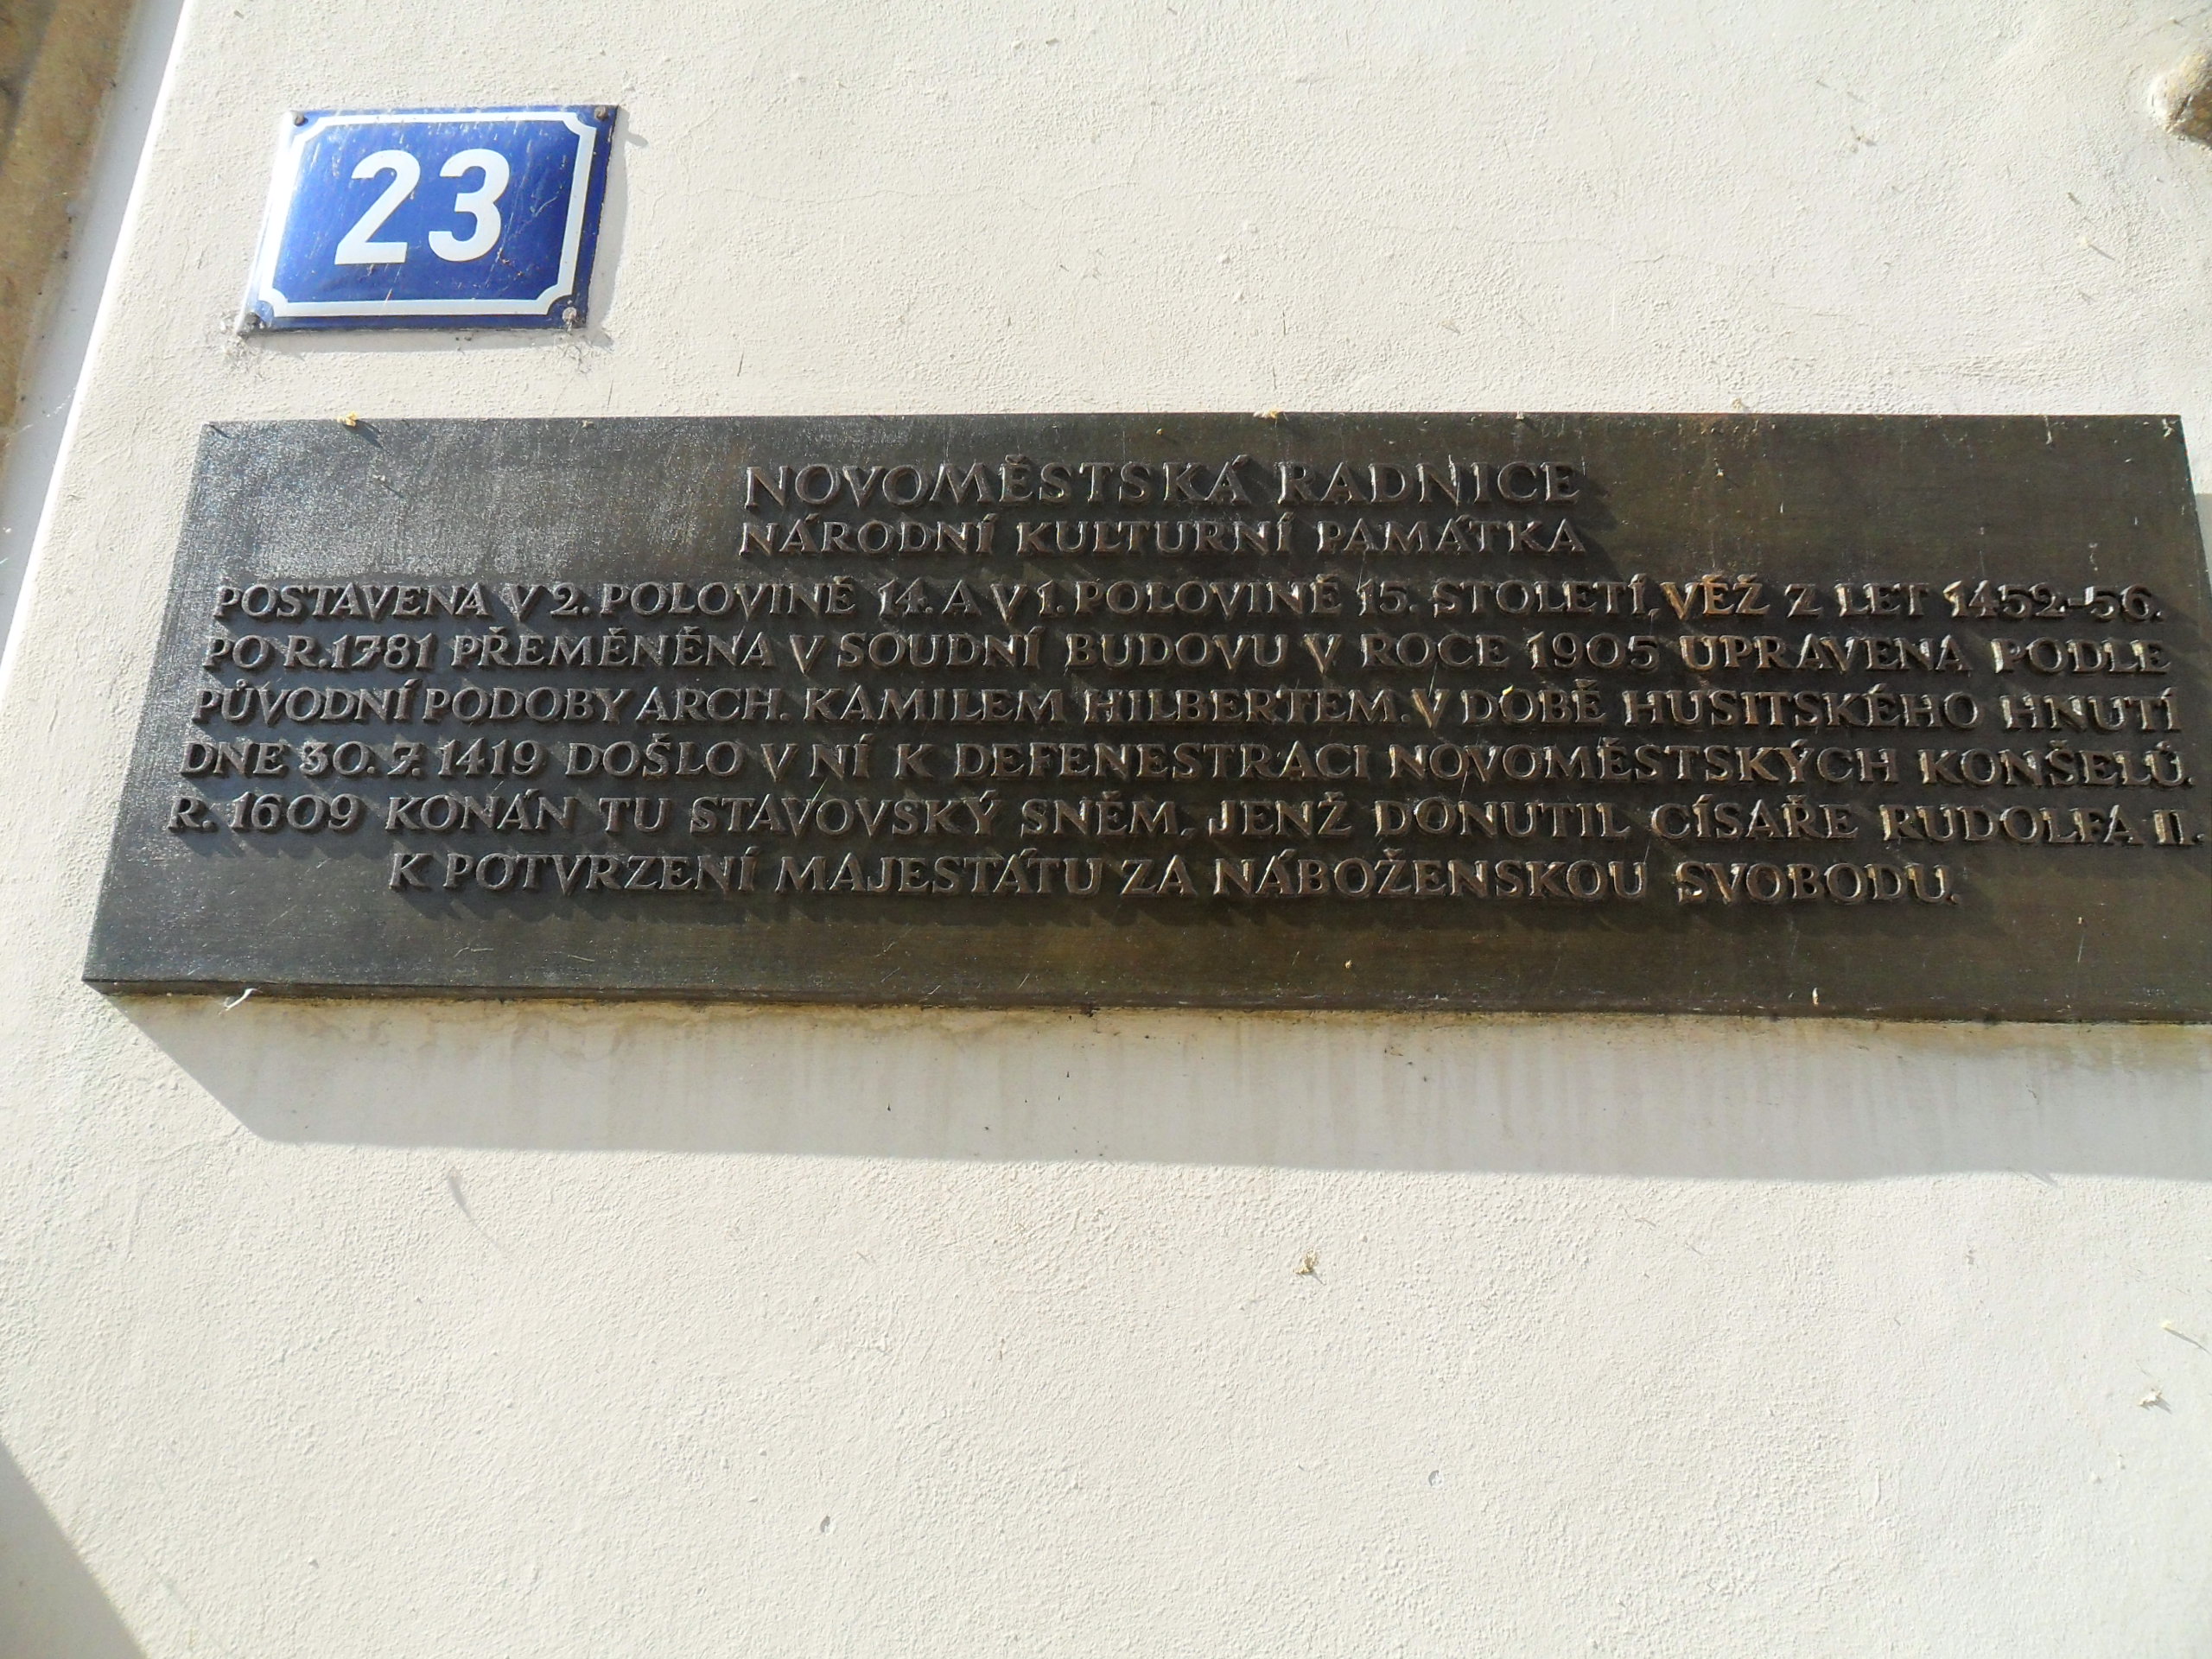 23
NOVOMĚSTSKÁ RADNICE
NÁRODNÍ KULTURNÍ PAMÁTKA
POSTAVENA V 2. POLOVINĚ 14. A V 1. POLOVINĚ 15. STOLETÍ, VĚŽ Z LET 1452-56.
PO R. 1781 PŘEMĚNĚNA V SOUDNÍ BUDOVU V ROCE 1905 UPRAVENA PODLE
PŮVODNÍ PODOBY ARCH. KAMILEM HILBERTEM. V DOBĚ HUSITSKÉHO HNUTÍ
DNE 30. 7. 1419 DOŠLO V NÍ K DEFENESTRACI NOVOMĚSTSKÝCH KONŠELŮ.
R. 1609 KONÁN TU STAVOVSKÝ SNĚM, JENŽ DONUTIL CÍSAŘE RUDOLFA II.
K POTVRZENÍ MAJESTÁTU ZA NÁBOŽENSKOU SVOBODU.